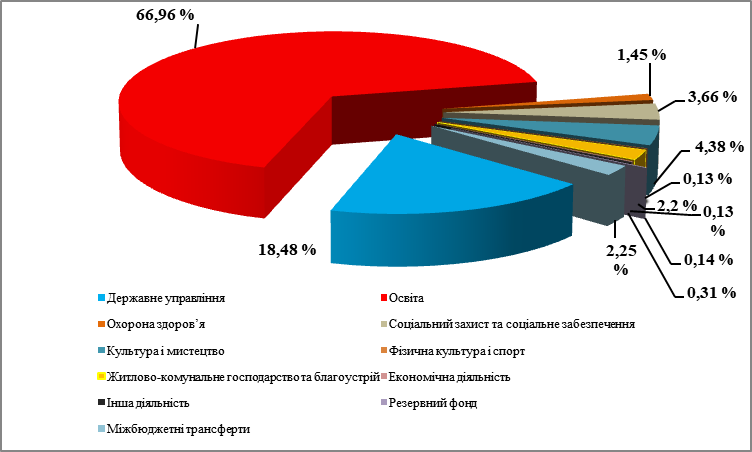 66,96 %
1,45 %
3,66 %
4,38 %
0,13 %
2,2 %
0,13
%
0,14 %
0,31 %
2,25
%
18,48 %
Державне управління
Освіта
Охорона здоров’я
Соціальний захист та соціальне забезпечення
Культура і мистецтво
Фізична культура і спорт
Житлово-комунальне господарство та благоустрій
Економічна діяльність
Інша діяльність
Резервний фонд
Міжбюджетні трансферти